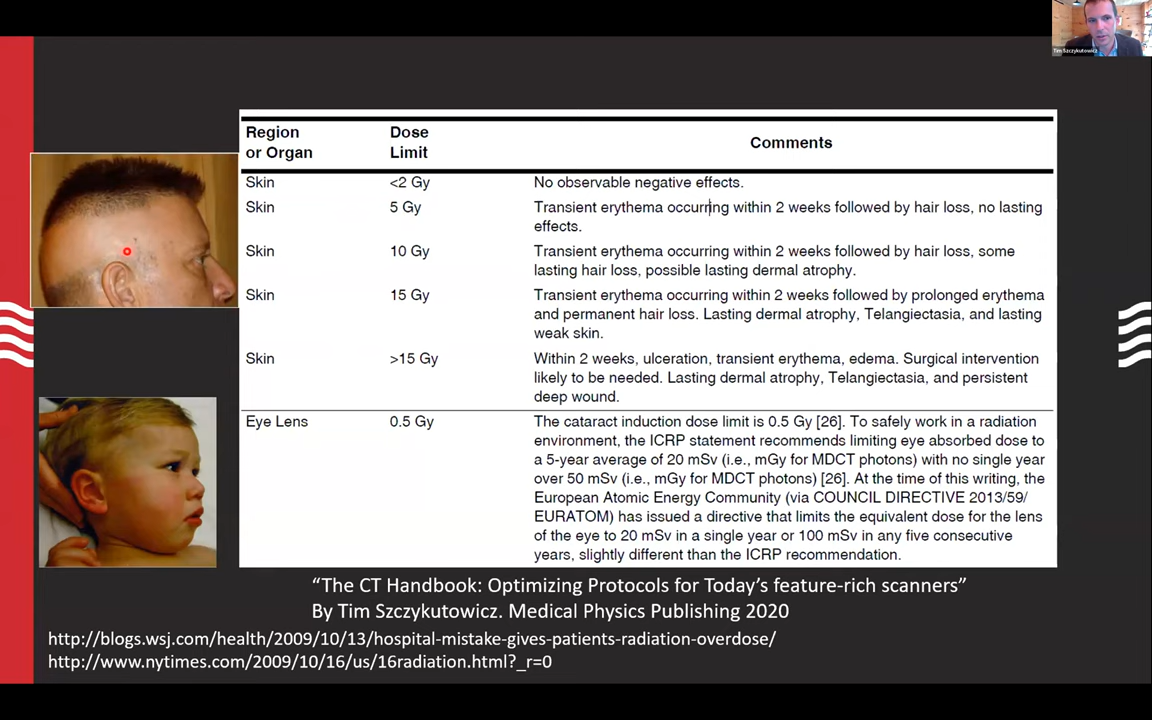 Tim Szczykutowicz
Region
or Organ
Dose
Limit
Comments
Skin
<2 Gy
No observable negative effects.
Skin
5 Gy
Transient erythema occurring within 2 weeks followed by hair loss, no lasting
effects.
Skin
10 Gy
Transient erythema occurring within 2 weeks followed by hair loss, some
lasting hair loss, possible lasting dermal atrophy.
Skin
15 Gy
Transient erythema occurring within 2 weeks followed by prolonged erythema
and permanent hair loss. Lasting dermal atrophy, Telangiectasia, and lasting
weak skin.
Skin
>15 Gy
Within 2 weeks, ulceration, transient erythema, edema. Surgical intervention
likely to be needed. Lasting dermal atrophy, Telangiectasia, and persistent
deep wound.
Eye Lens
0.5 Gy
The cataract induction dose limit is 0.5 Gy [26]. To safely work in a radiation
environment, the ICRP statement recommends limiting eye absorbed dose to
a 5-year average of 20 mSv (i.e., mGy for MDCT photons) with no single year
over 50 mSv (i.e., mGy for MDCT photons) [26]. At the time of this writing, the
European Atomic Energy Community (via COUNCIL DIRECTIVE 2013/59/
EURATOM) has issued a directive that limits the equivalent dose for the lens
of the eye to 20 mSv in a single year or 100 mSv in any five consecutive
years, slightly different than the ICRP recommendation.
“The CT Handbook: Optimizing Protocols for Today’s feature-rich scanners”
By Tim Szczykutowicz. Medical Physics Publishing 2020
http://blogs.wsj.com/health/2009/10/13/hospital-mistake-gives-patients-radiation-overdose/
http://www.nytimes.com/2009/10/16/us/16radiation.html?_r=0